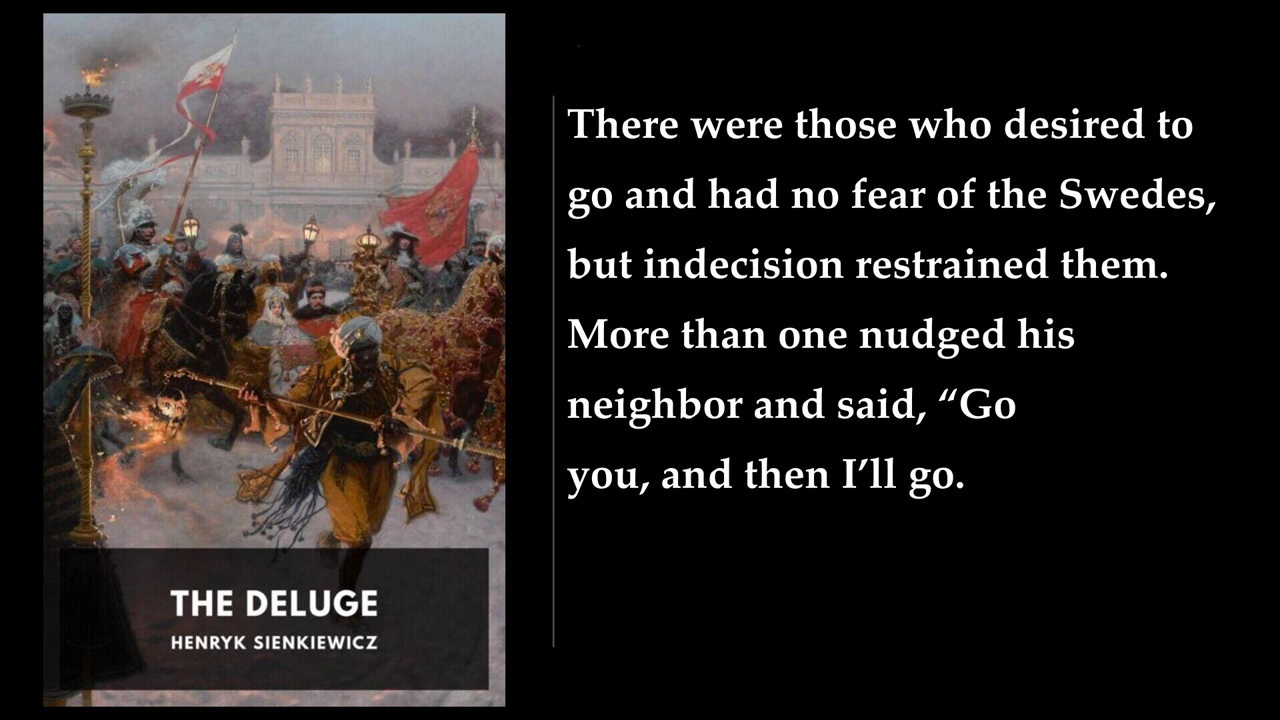 THE DELUGE
HENRYK SIENKIEWICZ
There were those who desired to
go and had no fear of the Swedes,
but indecision restrained them.
More than one nudged his
neighbor and said, “Go
you, and then I’ll go.